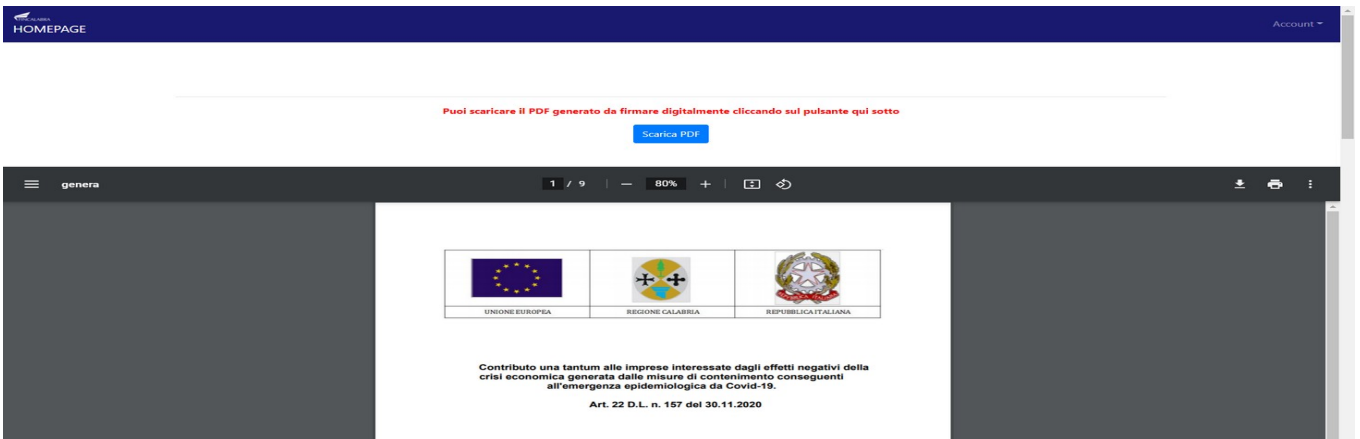 HOMEPAGE
Account
Puoi scaricare il PDF generato da firmare digitalmente cliccando sul pulsante qui sotto
Scarica PDF
genera
1 / 9
80%
UNIONE EUROPEA
REGIONE CALABRIA
REPUBBLICA ITALIANA
Contributo una tantum alle imprese interessate dagli effetti negativi della
crisi economica generata dalle misure di contenimento conseguenti
all'emergenza epidemiologica da Covid-19.
Art. 22 D.L. n. 157 del 30.11.2020